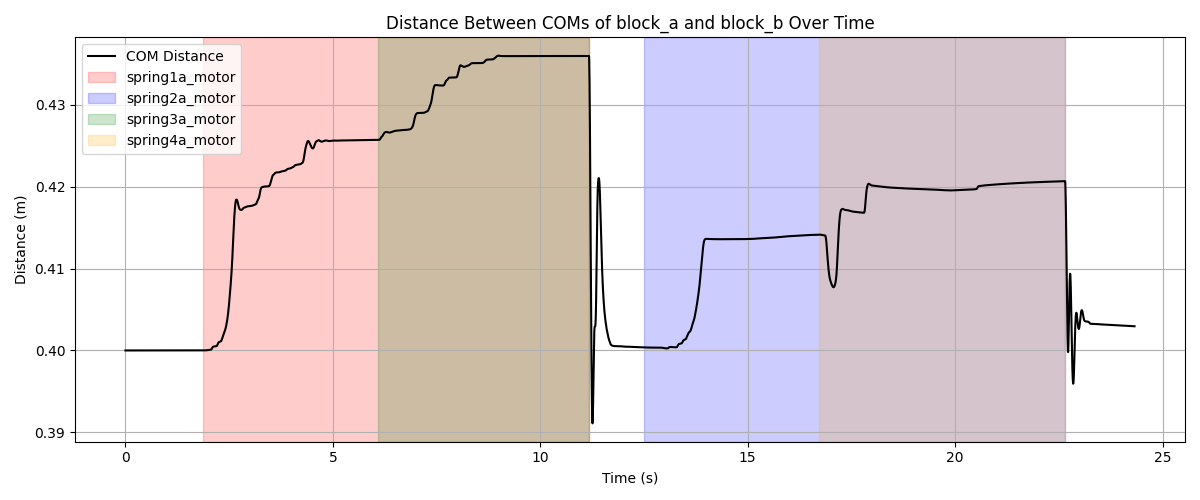 Distance Between COMs of block_a and block_b Over Time
COM Distance
spring1a_motor
spring2a_motor
spring3a_motor
spring4a_motor
0.43
0.42
0.41
0.40
0.39
Distance (m)
0 5 10 15 20 25
Time (s)